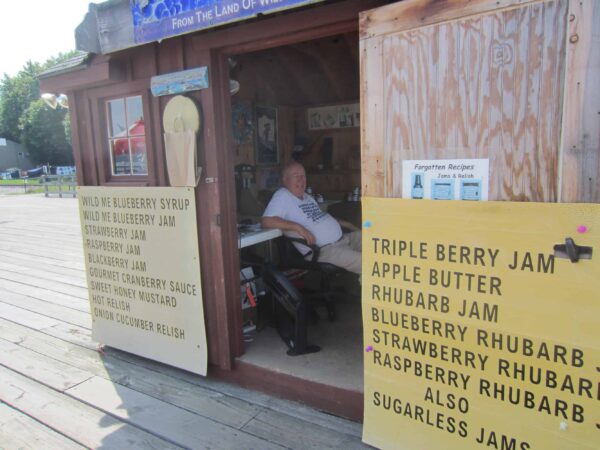 FROM THE LAND OF WIL
WILD ME BLUEBERRY SYRUP
WILD ME BLUEBERRY JAM
STRAWBERRY JAM
RASPBERRY JAM
BLACKBERRY JAM
GOURMET CRANBERRY SAUCE
SWEET HONEY MUSTARD
HOT RELISH
ONION CUCUMBER RELISH
Forgotten Recipes
Jams & Relish
TRIPLE BERRY JAM
APPLE BUTTER
RHUBARB JAM
BLUEBERRY RHUBARB J
STRAWBERRY RHUBAR
RASPBERRY RHUBARB J
ALSO
SUGARLESS JAMS